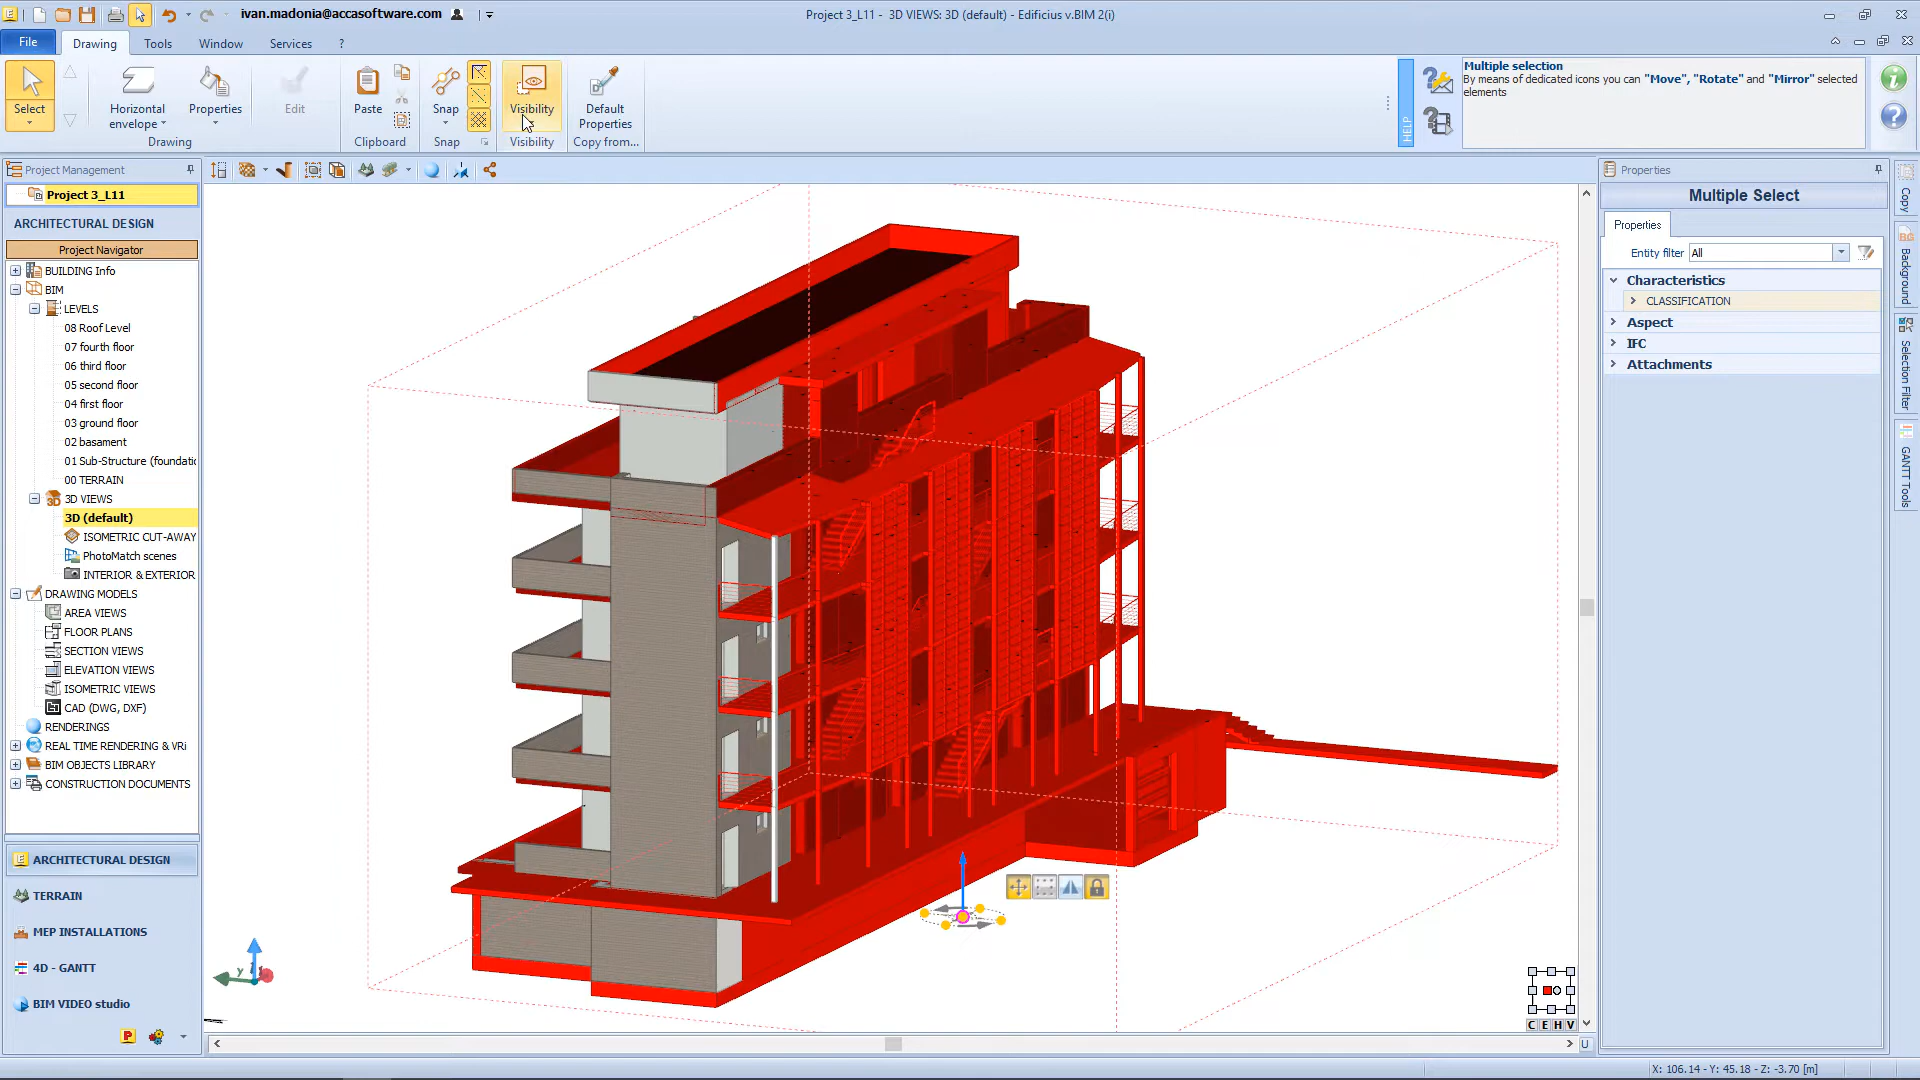 ivan.madonia@accasoftware.com
Project 3_L11 - 3D VIEWS: 3D (default) - Edificius v.BIM 2(i)
File
Drawing
Tools
Window
Services
?
Select
Horizontal
envelope
Properties
Edit
Drawing
Paste
Clipboard
Snap
Snap
Visibility
Visibility
Default
Properties
Copy from...
HELP
Multiple selection
By means of dedicated icons you can "Move", "Rotate" and "Mirror" selected
elements
Project Management
Project 3_L11
ARCHITECTURAL DESIGN
Project Navigator
BUILDING Info
BIM
LEVELS
08 Roof Level
07 fourth floor
06 third floor
05 second floor
04 first floor
03 ground floor
02 basament
01 Sub-Structure (foundatic
00 TERRAIN
3D VIEWS
3D (default)
ISOMETRIC CUT-AWAY
PhotoMatch scenes
INTERIOR & EXTERIOR
DRAWING MODELS
AREA VIEWS
FLOOR PLANS
SECTION VIEWS
ELEVATION VIEWS
ISOMETRIC VIEWS
CAD (DWG, DXF)
RENDERINGS
REAL TIME RENDERING & VRi
BIM OBJECTS LIBRARY
CONSTRUCTION DOCUMENTS
ARCHITECTURAL DESIGN
TERRAIN
MEP INSTALLATIONS
4D - GANTT
BIM VIDEO studio
y
C E H V
U
Properties
Multiple Select
Properties
Entity filter All
Characteristics
CLASSIFICATION
Aspect
IFC
Attachments
Copy
BG
Background
Selection Filter
GANTT Tools
X: 106.14 - Y: 45.18 - Z: -3.70 [m]